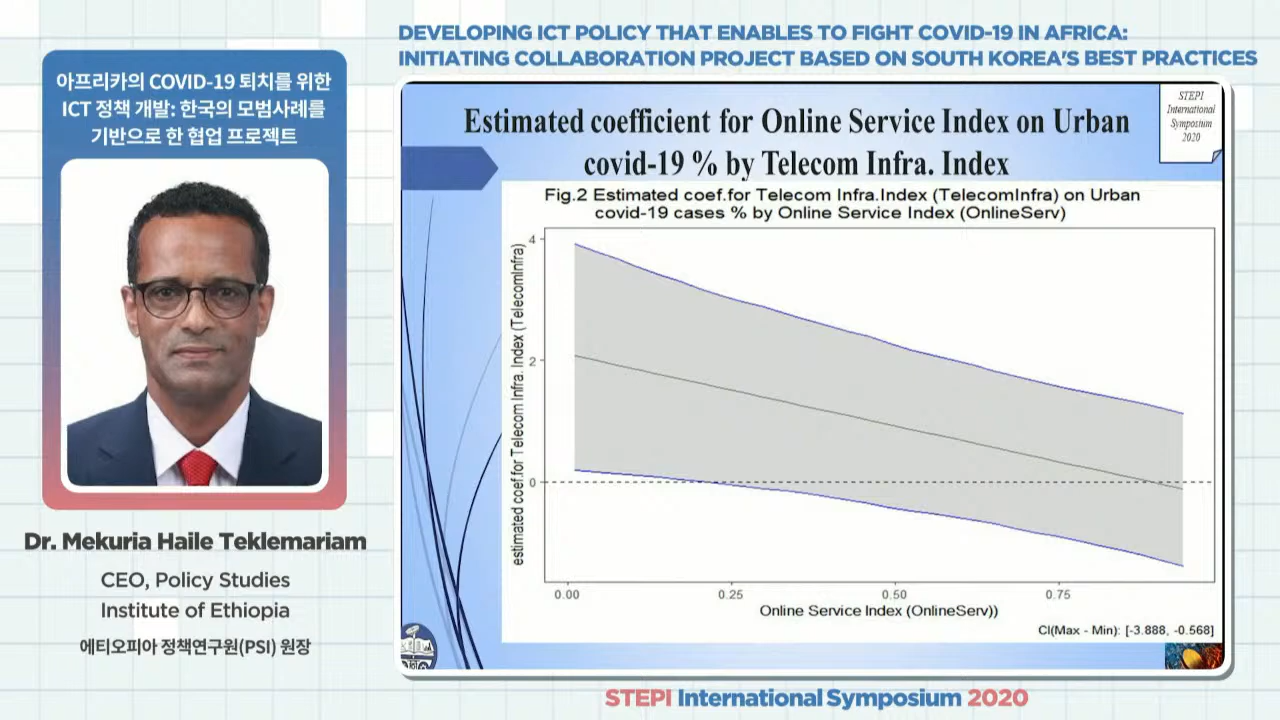 DEVELOPING ICT POLICY THAT ENABLES TO FIGHT COVID-19 IN AFRICA:
INITIATING COLLABORATION PROJECT BASED ON SOUTH KOREA'S BEST PRACTICES
아프리카의 COVID-19 퇴치를 위한
ICT 정책 개발: 한국의 모범사례를
기반으로 한 협업 프로젝트
Dr. Mekuria Haile Teklemariam
CEO, Policy Studies
Institute of Ethiopia
에티오피아 정책연구원(PSI) 원장
Estimated coefficient for Online Service Index on Urban
covid-19 % by Telecom Infra. Index
STEPI
International
Symposium
2020
Fig.2 Estimated coef.for Telecom Infra.Index (TelecomInfra) on Urban
covid-19 cases % by Online Service Index (OnlineServ)
estimated coef.for Telecom Infra. Index (TelecomInfra)
4
2
0
0.00 0.25 0.50 0.75
Online Service Index (OnlineServ))
CI(Max - Min): [-3.888, -0.568]
STEPI International Symposium 2020